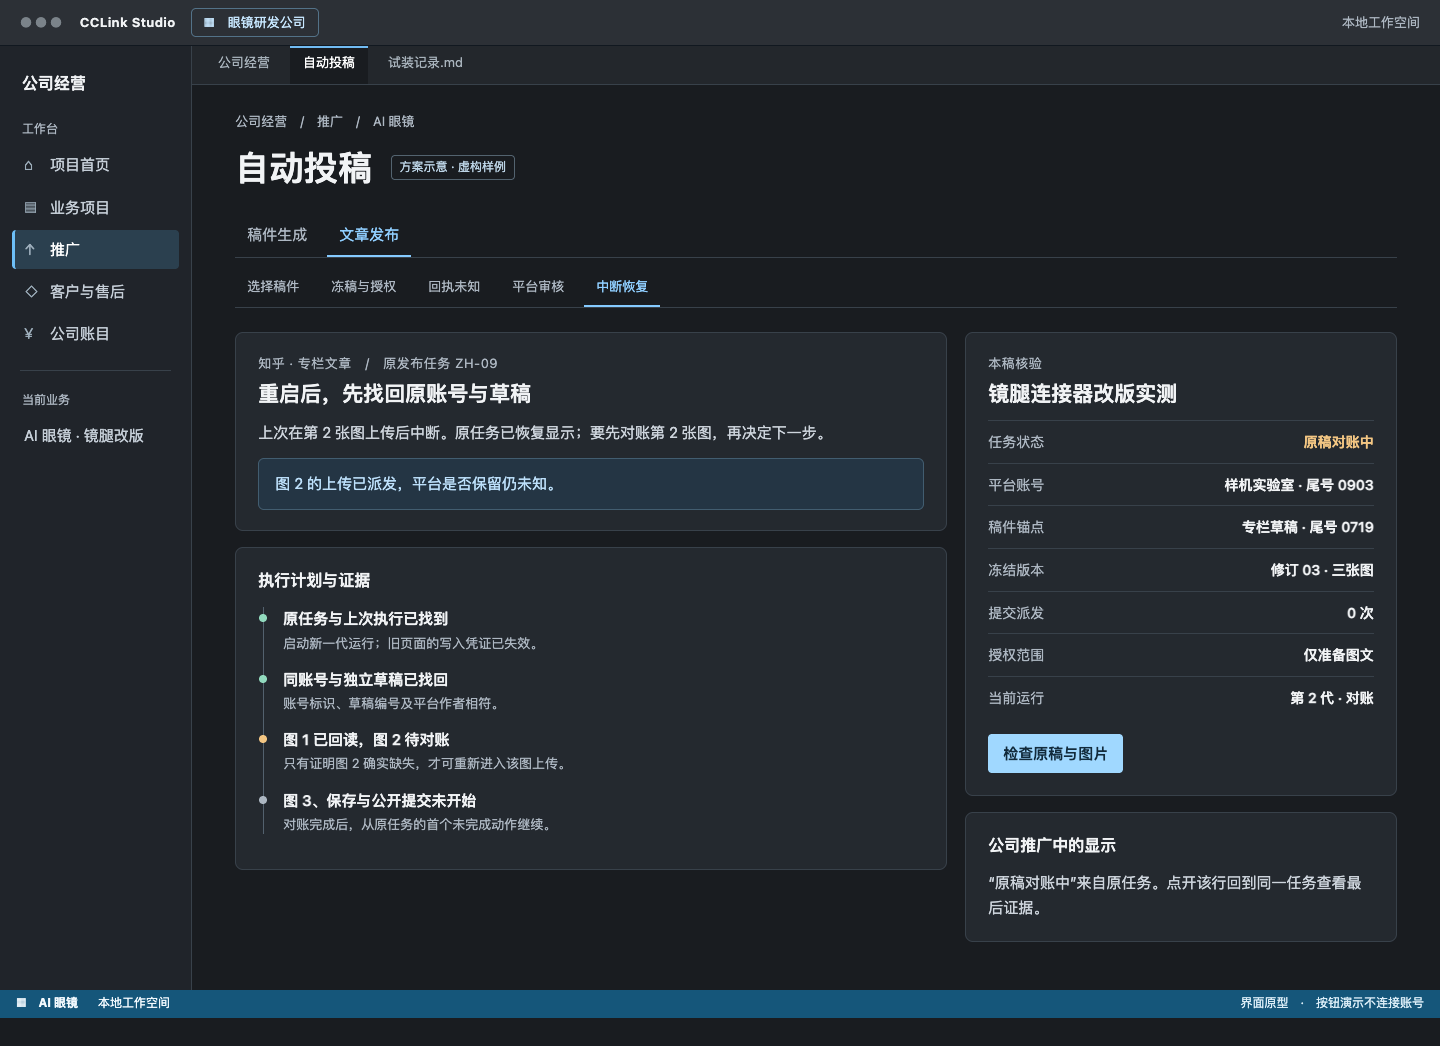 CCLink Studio
眼镜研发公司
本地工作空间
公司经营
自动投稿
试装记录.md
公司经营
工作台
项目首页
业务项目
推广
客户与售后
¥ 公司账目
当前业务
AI 眼镜 · 镜腿改版
公司经营 / 推广 / AI 眼镜
自动投稿
方案示意 · 虚构样例
稿件生成
文章发布
选择稿件
冻稿与授权
回执未知
平台审核
中断恢复
知乎 · 专栏文章 / 原发布任务 ZH-09
重启后，先找回原账号与草稿
上次在第 2 张图上传后中断。原任务已恢复显示；要先对账第 2 张图，再决定下一步。
图 2 的上传已派发，平台是否保留仍未知。
执行计划与证据
原任务与上次执行已找到
启动新一代运行；旧页面的写入凭证已失效。
同账号与独立草稿已找回
账号标识、草稿编号及平台作者相符。
图 1 已回读，图 2 待对账
只有证明图 2 确实缺失，才可重新进入该图上传。
图 3、保存与公开提交未开始
对账完成后，从原任务的首个未完成动作继续。
本稿核验
镜腿连接器改版实测
任务状态 原稿对账中
平台账号 样机实验室 · 尾号 0903
稿件锚点 专栏草稿 · 尾号 0719
冻结版本 修订 03 · 三张图
提交派发 0 次
授权范围 仅准备图文
当前运行 第 2 代 · 对账
检查原稿与图片
公司推广中的显示
“原稿对账中”来自原任务。点开该行回到同一任务查看最
后证据。
AI 眼镜
本地工作空间
界面原型 · 按钮演示不连接账号